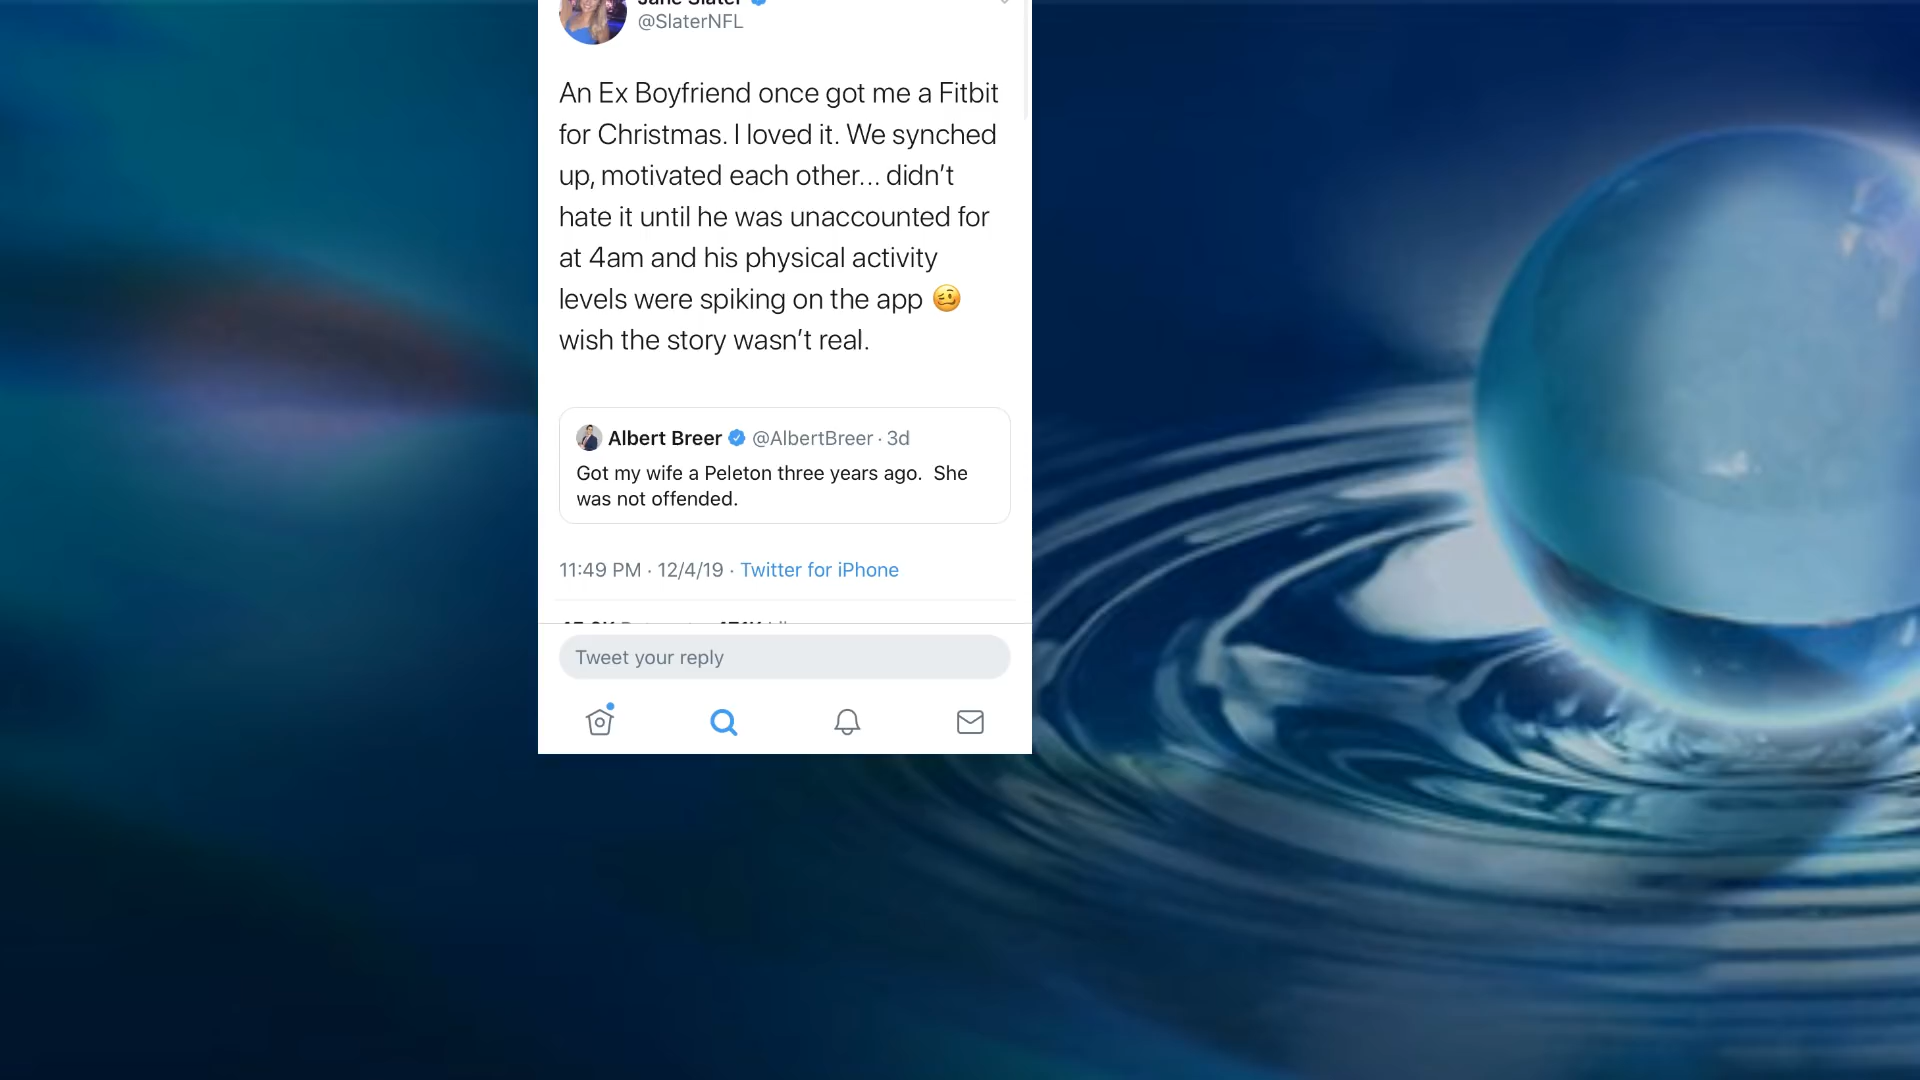 Jane Slater
@SlaterNFL
An Ex Boyfriend once got me a Fitbit
for Christmas. I loved it. We synched
up, motivated each other... didn’t
hate it until he was unaccounted for
at 4am and his physical activity
levels were spiking on the app 🥴
wish the story wasn’t real.
Albert Breer @AlbertBreer · 3d
Got my wife a Peleton three years ago.  She
was not offended.
11:49 PM · 12/4/19 · Twitter for iPhone
Tweet your reply